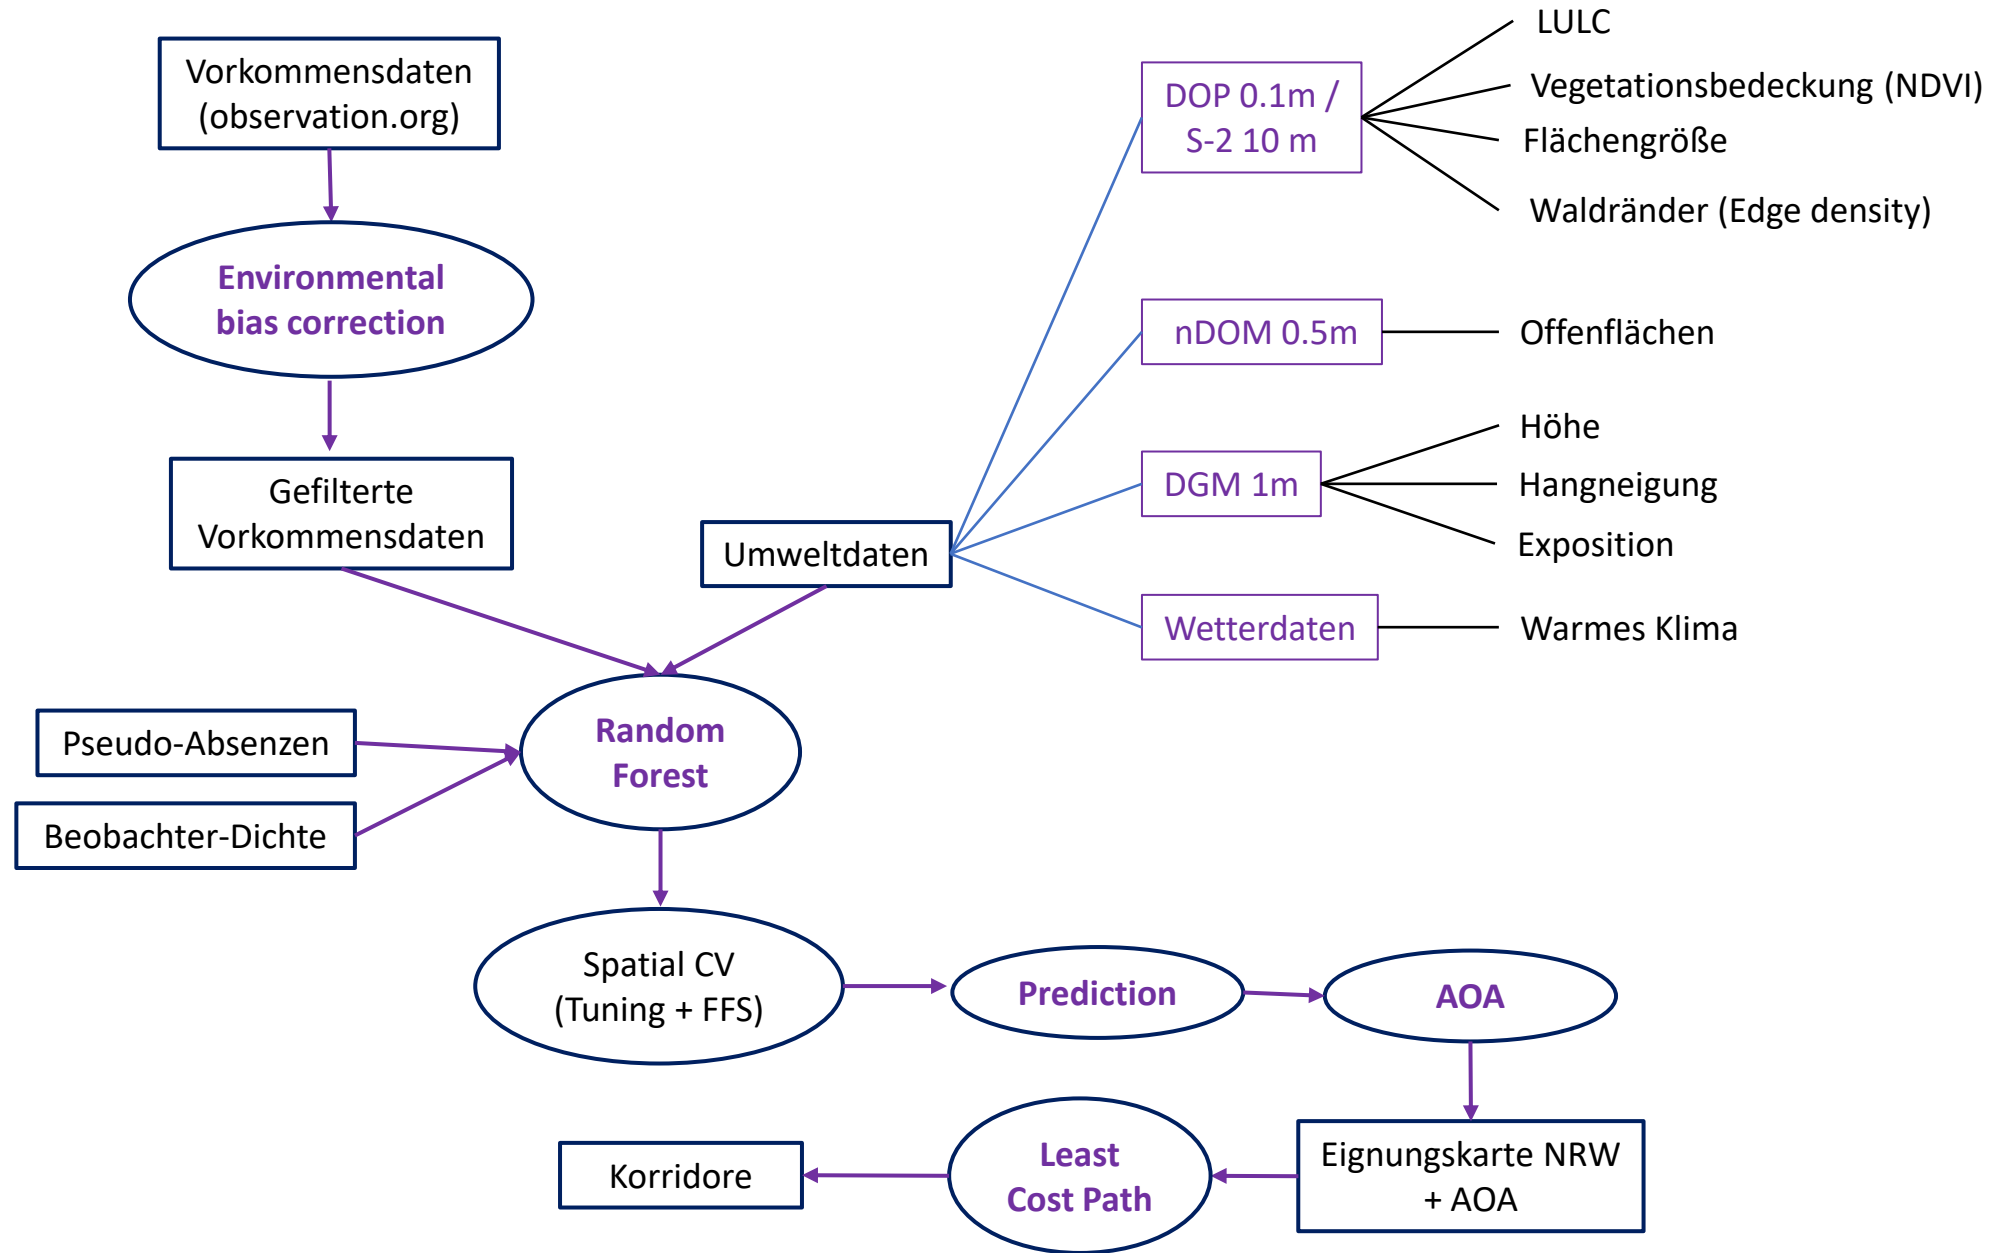 Vorkommensdaten
(observation.org)
Environmental
bias correction
Gefilterte
Vorkommensdaten
Umweltdaten
DOP 0.1m /
S-2 10 m
LULC
Vegetationsbedeckung (NDVI)
Flächengröße
Waldränder (Edge density)
nDOM 0.5m
Offenflächen
DGM 1m
Höhe
Hangneigung
Exposition
Wetterdaten
Warmes Klima
Pseudo-Absenzen
Beobachter-Dichte
Random
Forest
Spatial CV
(Tuning + FFS)
Prediction
AOA
Eignungskarte NRW
+ AOA
Least
Cost Path
Korridore